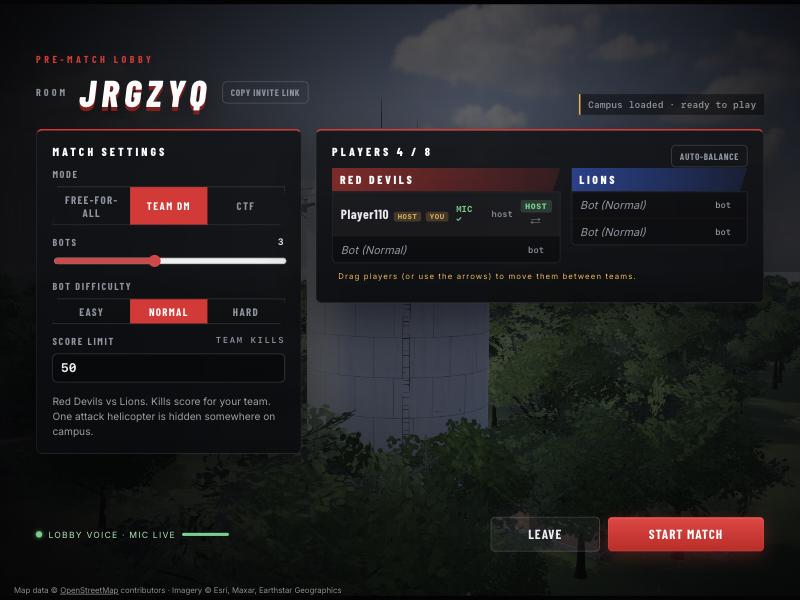 PRE-MATCH LOBBY
ROOM JRGZYQ COPY INVITE LINK
Campus loaded · ready to play
MATCH SETTINGS
MODE
FREE-FOR-
ALL
TEAM DM
CTF
BOTS 3
BOT DIFFICULTY
EASY NORMAL HARD
SCORE LIMIT TEAM KILLS
50
Red Devils vs Lions. Kills score for your team.
One attack helicopter is hidden somewhere on
campus.
PLAYERS 4 / 8
AUTO-BALANCE
RED DEVILS
Player110 HOST YOU MIC ✓ host HOST ⇄
Bot (Normal) bot
LIONS
Bot (Normal) bot
Bot (Normal) bot
Drag players (or use the arrows) to move them between teams.
LOBBY VOICE · MIC LIVE
LEAVE
START MATCH
Map data © OpenStreetMap contributors · Imagery © Esri, Maxar, Earthstar Geographics